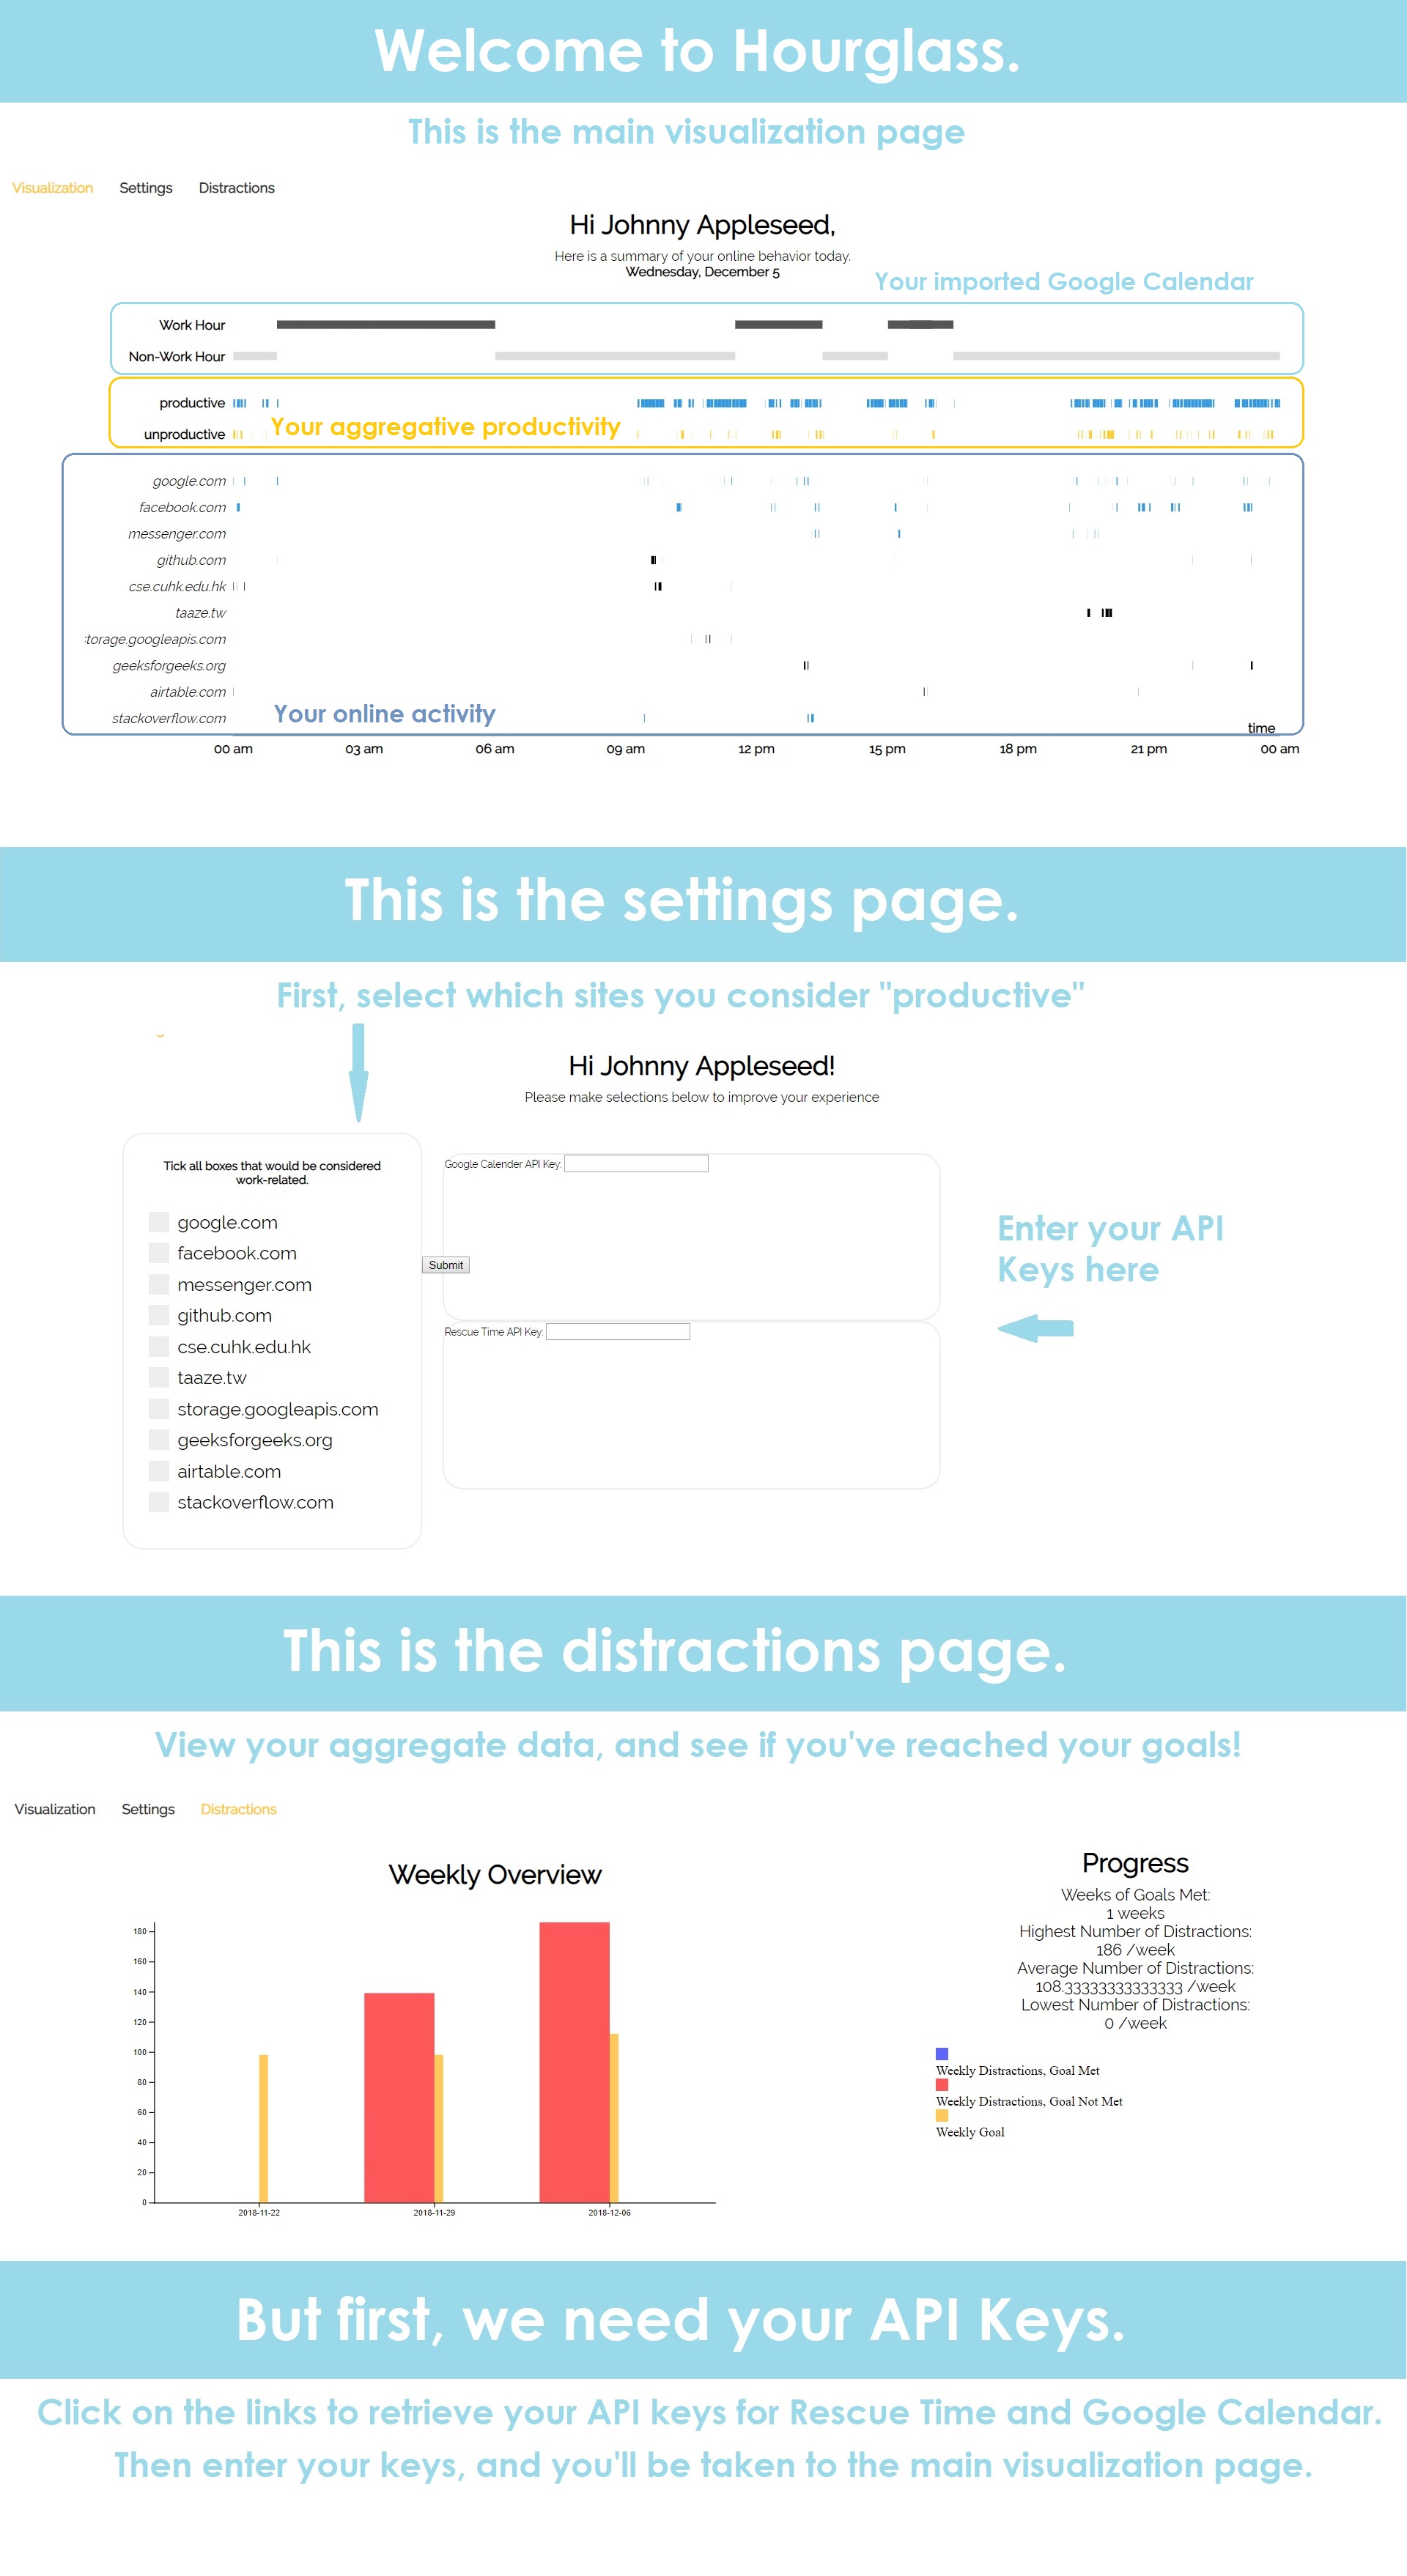 Welcome to Hourglass.
This is the main visualization page
Visualization Settings Distractions
Hi Johnny Appleseed,
Here is a summary of your online behavior today.
Wednesday, December 5
Your imported Google Calendar
Work Hour
Non-Work Hour
productive
Your aggregative productivity
unproductive
google.com
facebook.com
messenger.com
github.com
cse.cuhk.edu.hk
taaze.tw
torage.googleapis.com
geeksforgeeks.org
airtable.com
stackoverflow.com
Your online activity
time
00 am 03 am 06 am 09 am 12 pm 15 pm 18 pm 21 pm 00 am
This is the settings page.
First, select which sites you consider "productive"
Hi Johnny Appleseed!
Please make selections below to improve your experience
Tick all boxes that would be considered
work-related.
google.com
facebook.com
messenger.com
github.com
cse.cuhk.edu.hk
taaze.tw
storage.googleapis.com
geeksforgeeks.org
airtable.com
stackoverflow.com
Google Calender API Key:
Submit
Rescue Time API Key:
Enter your API
Keys here
This is the distractions page.
View your aggregate data, and see if you've reached your goals!
Visualization Settings Distractions
Weekly Overview
180
160
140
120
100
80
60
40
20
0
2018-11-22 2018-11-29 2018-12-06
Progress
Weeks of Goals Met:
1 weeks
Highest Number of Distractions:
186 /week
Average Number of Distractions:
108.33333333333333 /week
Lowest Number of Distractions:
0 /week
Weekly Distractions, Goal Met
Weekly Distractions, Goal Not Met
Weekly Goal
But first, we need your API Keys.
Click on the links to retrieve your API keys for Rescue Time and Google Calendar.
Then enter your keys, and you'll be taken to the main visualization page.